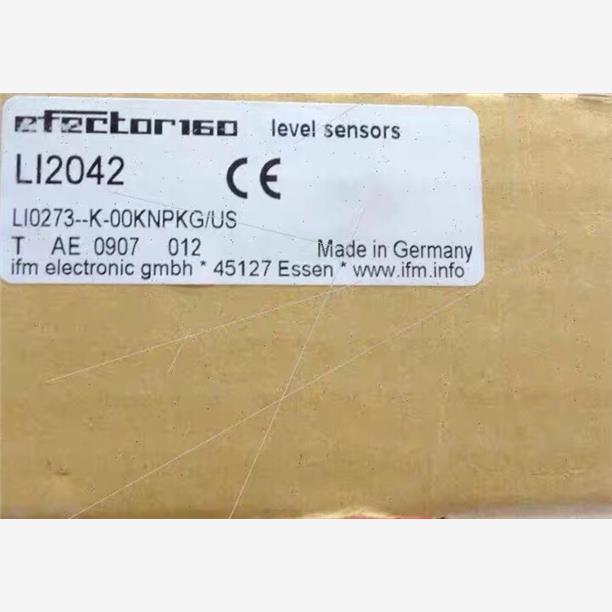 efector160 level sensors
LI2042 CE
LI0273--K-00KNPKG/US
T AE 0907 012 Made in Germany
ifm electronic gmbh * 45127 Essen * www.ifm.info